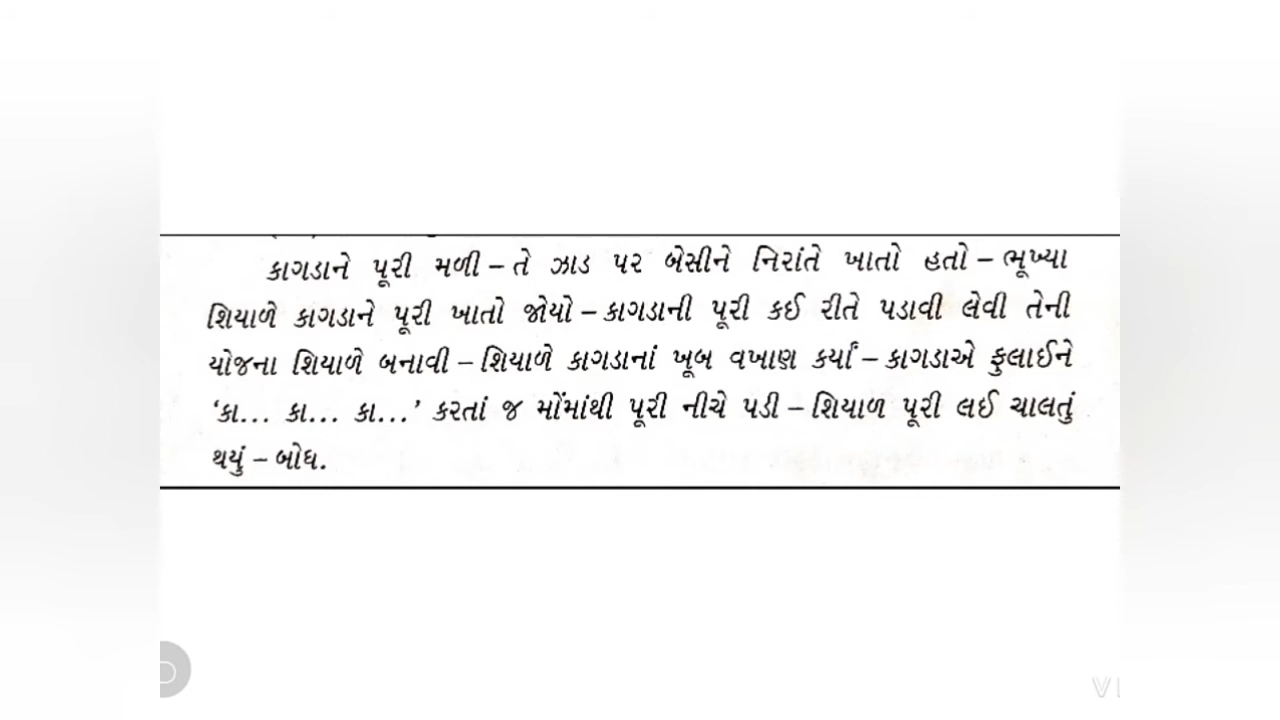 કાગડાને પૂરી મળી – તે ઝાડ પર બેસીને નિરાંતે ખાતો હતો – ભૂખ્યા
શિયાળે કાગડાને પૂરી ખાતો જોયો – કાગડાની પૂરી કઈ રીતે પડાવી લેવી તેની
યોજના શિયાળે બનાવી – શિયાળે કાગડાનાં ખૂબ વખાણ કર્યાં – કાગડાએ ફુલાઈને
‘કા... કા... કા...’ કરતાં જ મોંમાંથી પૂરી નીચે પડી – શિયાળ પૂરી લઈ ચાલતું
થયું – બોધ.